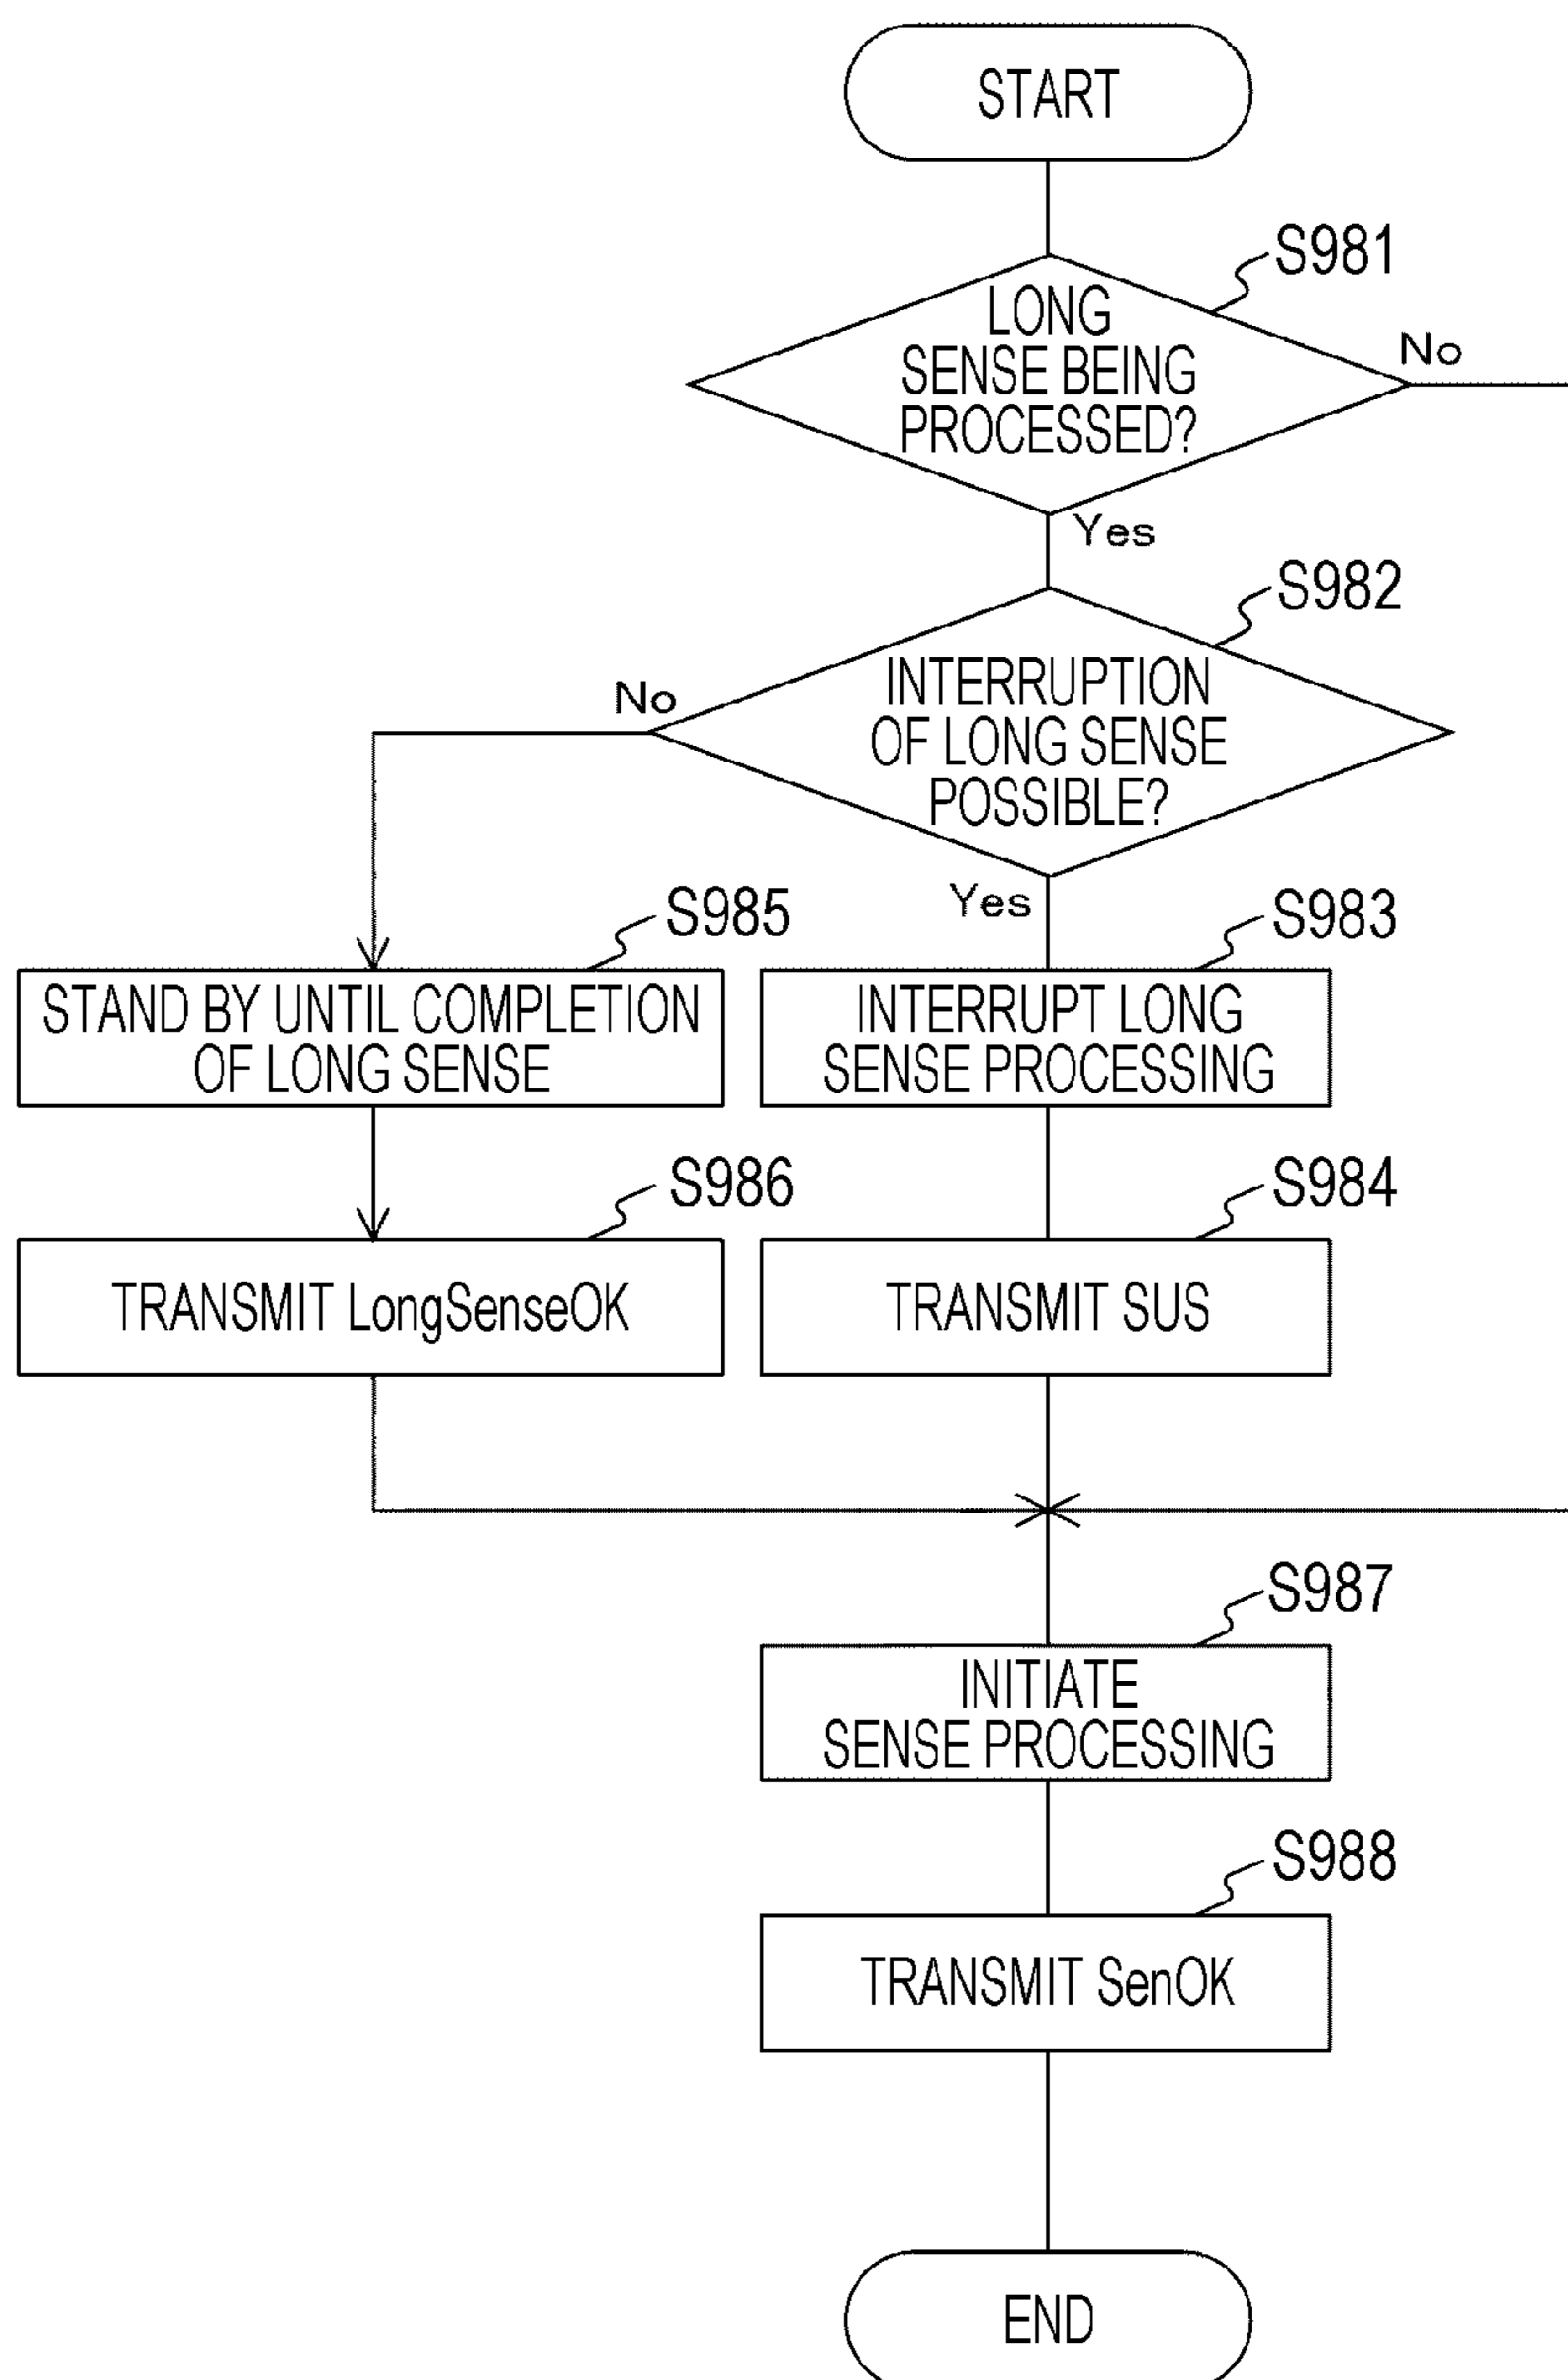 START
S981
LONG
SENSE BEING
PROCESSED?
No
Yes
S982
INTERRUPTION
OF LONG SENSE
POSSIBLE?
No
Yes
S985
STAND BY UNTIL COMPLETION
OF LONG SENSE
S983
INTERRUPT LONG
SENSE PROCESSING
S986
TRANSMIT LongSenseOK
S984
TRANSMIT SUS
S987
INITIATE
SENSE PROCESSING
S988
TRANSMIT SenOK
END